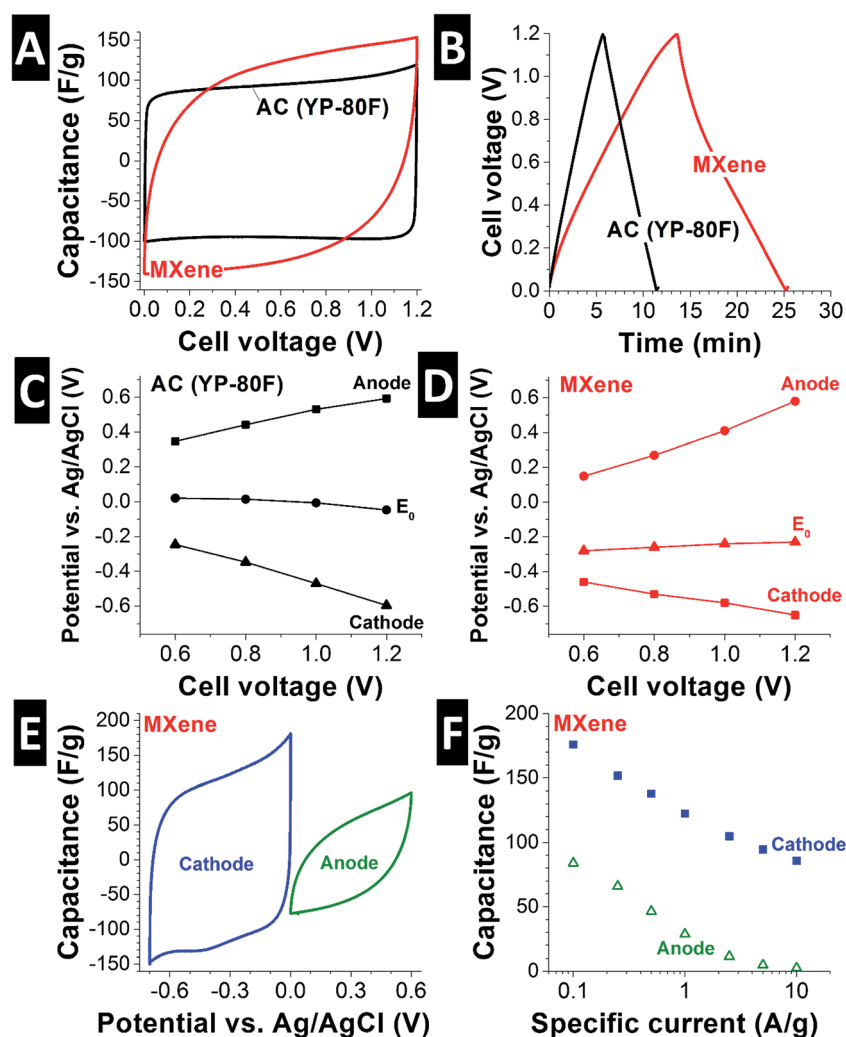 A
Capacitance (F/g)
150
100
50
0
-50
-100
-150
AC (YP-80F)
MXene
0.0 0.2 0.4 0.6 0.8 1.0 1.2
Cell voltage (V)
B
Cell voltage (V)
1.2
1.0
0.8
0.6
0.4
0.2
0.0
MXene
AC (YP-80F)
0 5 10 15 20 25 30
Time (min)
C
Potential vs. Ag/AgCl (V)
0.6
0.4
0.2
0.0
-0.2
-0.4
-0.6
AC (YP-80F)
Anode
E0
Cathode
0.6 0.8 1.0 1.2
Cell voltage (V)
D
Potential vs. Ag/AgCl (V)
0.6
0.4
0.2
0.0
-0.2
-0.4
-0.6
MXene
Anode
E0
Cathode
0.6 0.8 1.0 1.2
Cell voltage (V)
E
Capacitance (F/g)
200
150
100
50
0
-50
-100
-150
MXene
Cathode
Anode
-0.6 -0.3 0.0 0.3 0.6
Potential vs. Ag/AgCl (V)
F
Capacitance (F/g)
200
150
100
50
0
MXene
Cathode
Anode
0.1 1 10
Specific current (A/g)